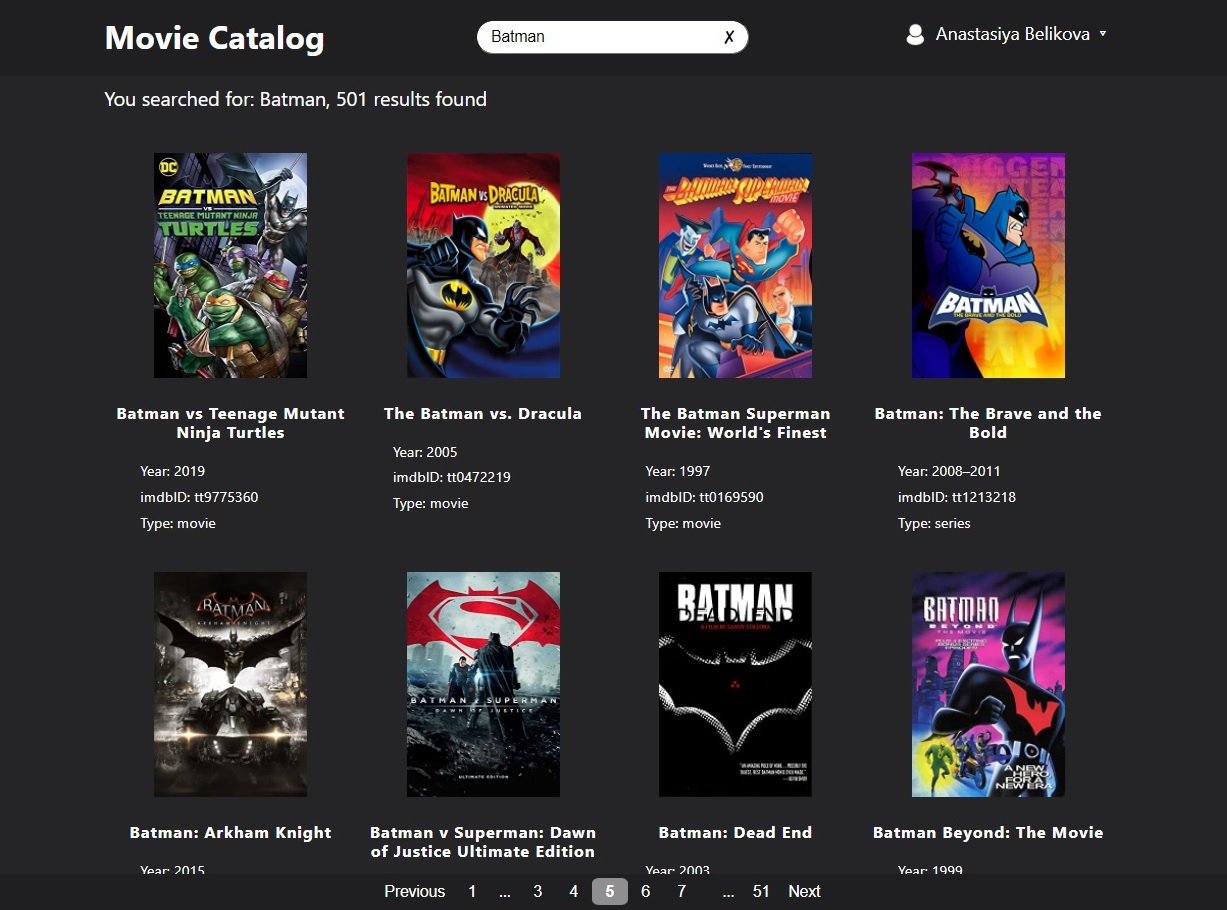 Movie Catalog
Batman ✗
Anastasiya Belikova ▼
You searched for: Batman, 501 results found
DC
BATMAN
VS
TEENAGE MUTANT NINJA
TURTLES
BATMAN VS DRACULA
ANIMATED MOVIE
THE
BATMAN SUPERMAN
MOVIE
BATMAN
THE BRAVE AND THE BOLD
Batman vs Teenage Mutant
Ninja Turtles
The Batman vs. Dracula
The Batman Superman
Movie: World's Finest
Batman: The Brave and the
Bold
Year: 2019
imdbID: tt9775360
Type: movie
Year: 2005
imdbID: tt0472219
Type: movie
Year: 1997
imdbID: tt0169590
Type: movie
Year: 2008–2011
imdbID: tt1213218
Type: series
BATMAN
ARKHAM KNIGHT
BATMAN v SUPERMAN
DAWN OF JUSTICE
ULTIMATE EDITION
BATMAN
DEAD END
A FILM BY SANDY COLLORA
BATMAN
BEYOND
THE MOVIE
A NEW
HERO
FOR A
NEW ERA
Batman: Arkham Knight
Batman v Superman: Dawn
of Justice Ultimate Edition
Batman: Dead End
Batman Beyond: The Movie
Year: 2015
Year: 2003
Year: 1999
Previous 1 ... 3 4 5 6 7 ... 51 Next